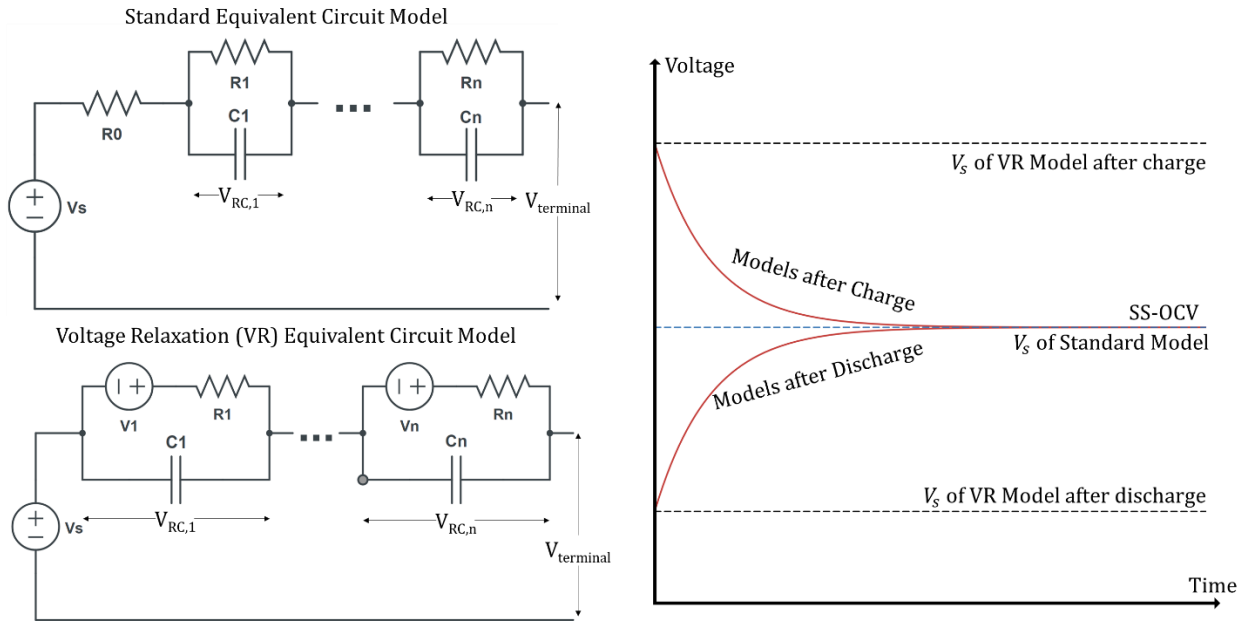 Standard Equivalent Circuit Model
R1
Rn
R0
C1
Cn
Vs
V_RC,1
V_RC,n
V_terminal
Voltage Relaxation (VR) Equivalent Circuit Model
V1
R1
Vn
Rn
C1
Cn
Vs
V_RC,1
V_RC,n
V_terminal
Voltage
V_s of VR Model after charge
Models after Charge
SS-OCV
V_s of Standard Model
Models after Discharge
V_s of VR Model after discharge
Time